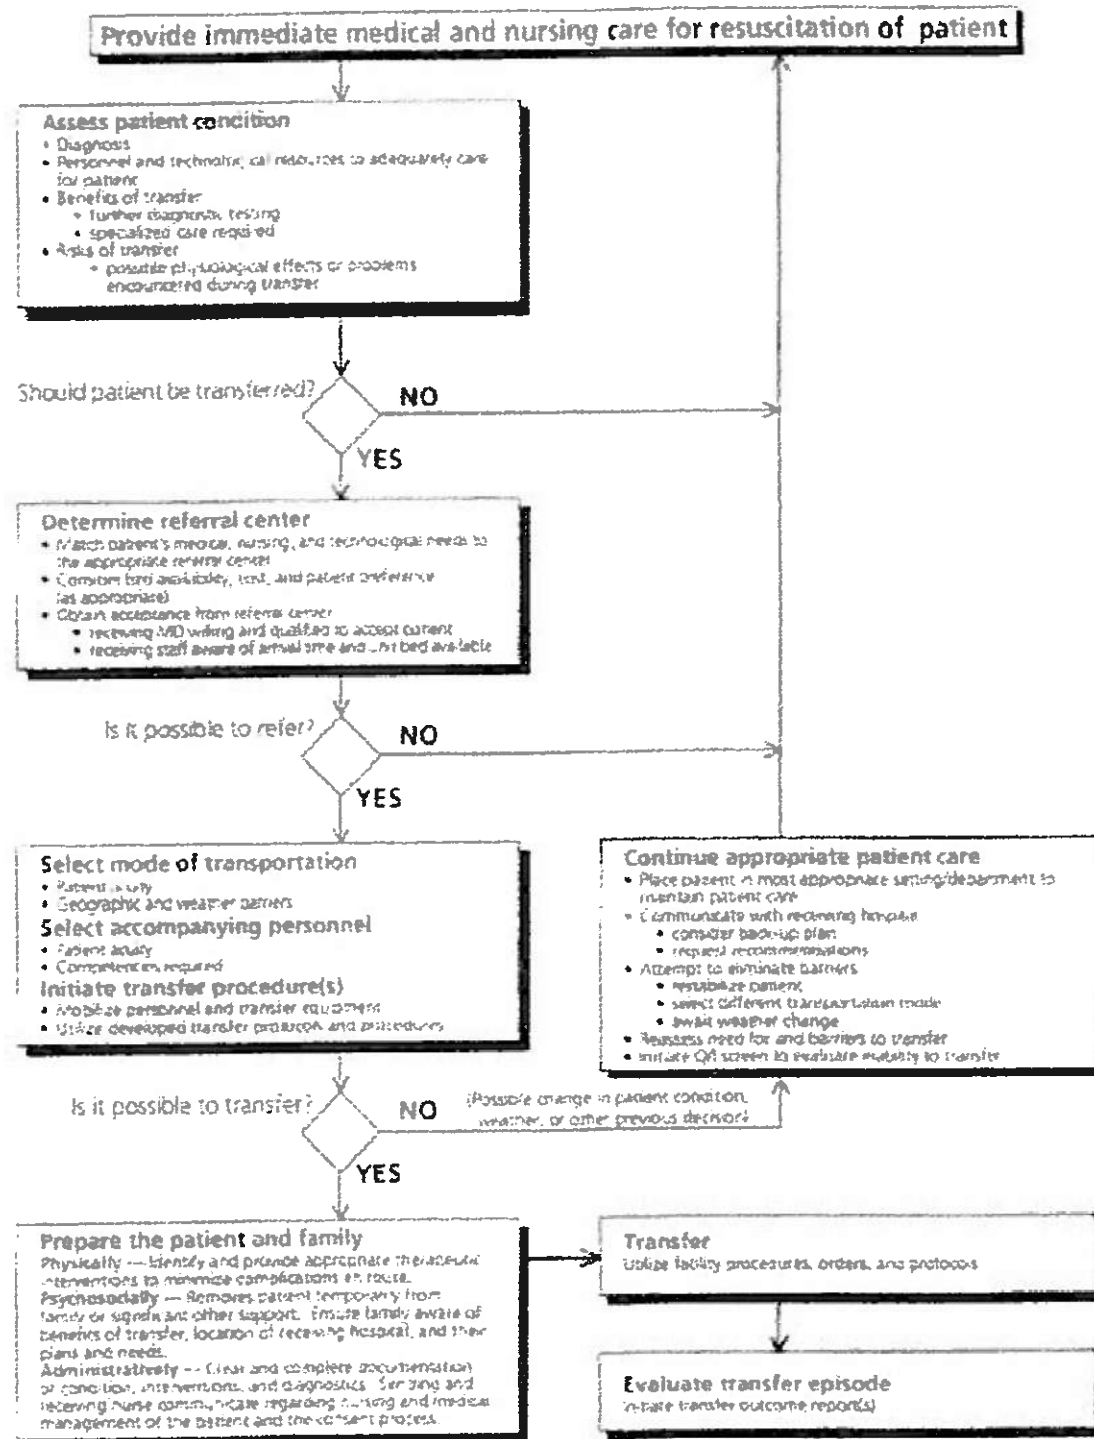 Provide immediate medical and nursing care for resuscitation of patient
Assess patient condition
• Diagnosis
• Personnel and technological resources to adequately care
for patient
• Benefits of transfer
• further diagnostic testing
• specialized care required
• Risks of transfer
• possible physiological effects or problems
encountered during transfer
Should patient be transferred?
NO
YES
Determine referral center
• Match patient's medical, nursing, and technological needs to
the appropriate referral center
• Consider bed availability, cost, and patient preference
(as appropriate)
• Obtain acceptance from referral center
• receiving MD willing and qualified to accept patient
• receiving staff aware of arrival time and unit bed available
Is it possible to refer?
NO
YES
Select mode of transportation
• Patient acuity
• Geographic and weather barriers
Select accompanying personnel
• Patient acuity
• Competencies required
Initiate transfer procedure(s)
• Mobilize personnel and transfer equipment
• Utilize developed transfer protocols and procedures
Continue appropriate patient care
• Place patient in most appropriate setting/department to
maintain patient care
• Communicate with receiving hospital
• consider back-up plan
• request recommendations
• Attempt to eliminate barriers
• restabilize patient
• select different transportation mode
• await weather change
• Reassess need for and barriers to transfer
• Initiate QA screen to evaluate inability to transfer
Is it possible to transfer?
NO
(Possible change in patient condition,
weather, or other previous decision)
YES
Prepare the patient and family
Physically — Identify and provide appropriate therapeutic
interventions to minimize complications en route.
Psychosocially — Removes patient temporarily from
family or significant other support. Ensure family aware of
benefits of transfer, location of receiving hospital, and their
plans and needs.
Administratively — Clear and complete documentation
of condition, interventions, and diagnostics. Sending and
receiving nurse communicate regarding nursing and medical
management of the patient and the consent process.
Transfer
Utilize facility procedures, orders, and protocols
Evaluate transfer episode
Initiate transfer outcome report(s)